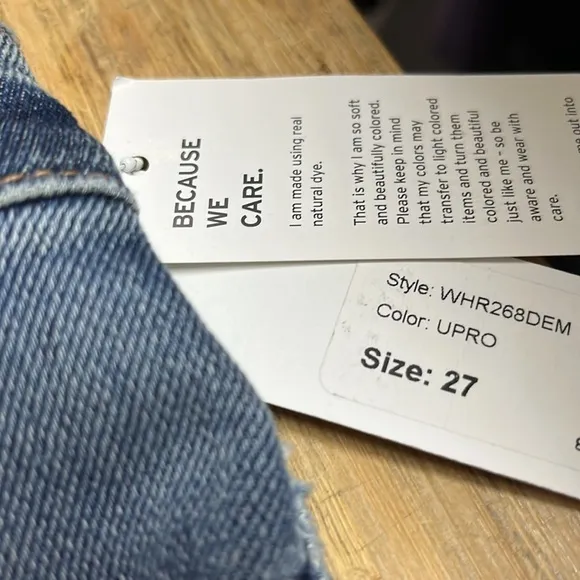 BECAUSE
WE
CARE.
I am made using real
natural dye.
That is why I am so soft
and beautifully colored.
Please keep in mind
that my colors may
transfer to light colored
items and turn them
colored and beautiful
just like me - so be
aware and wear with
care.
out into
Style: WHR268DEM
Color: UPRO
Size: 27